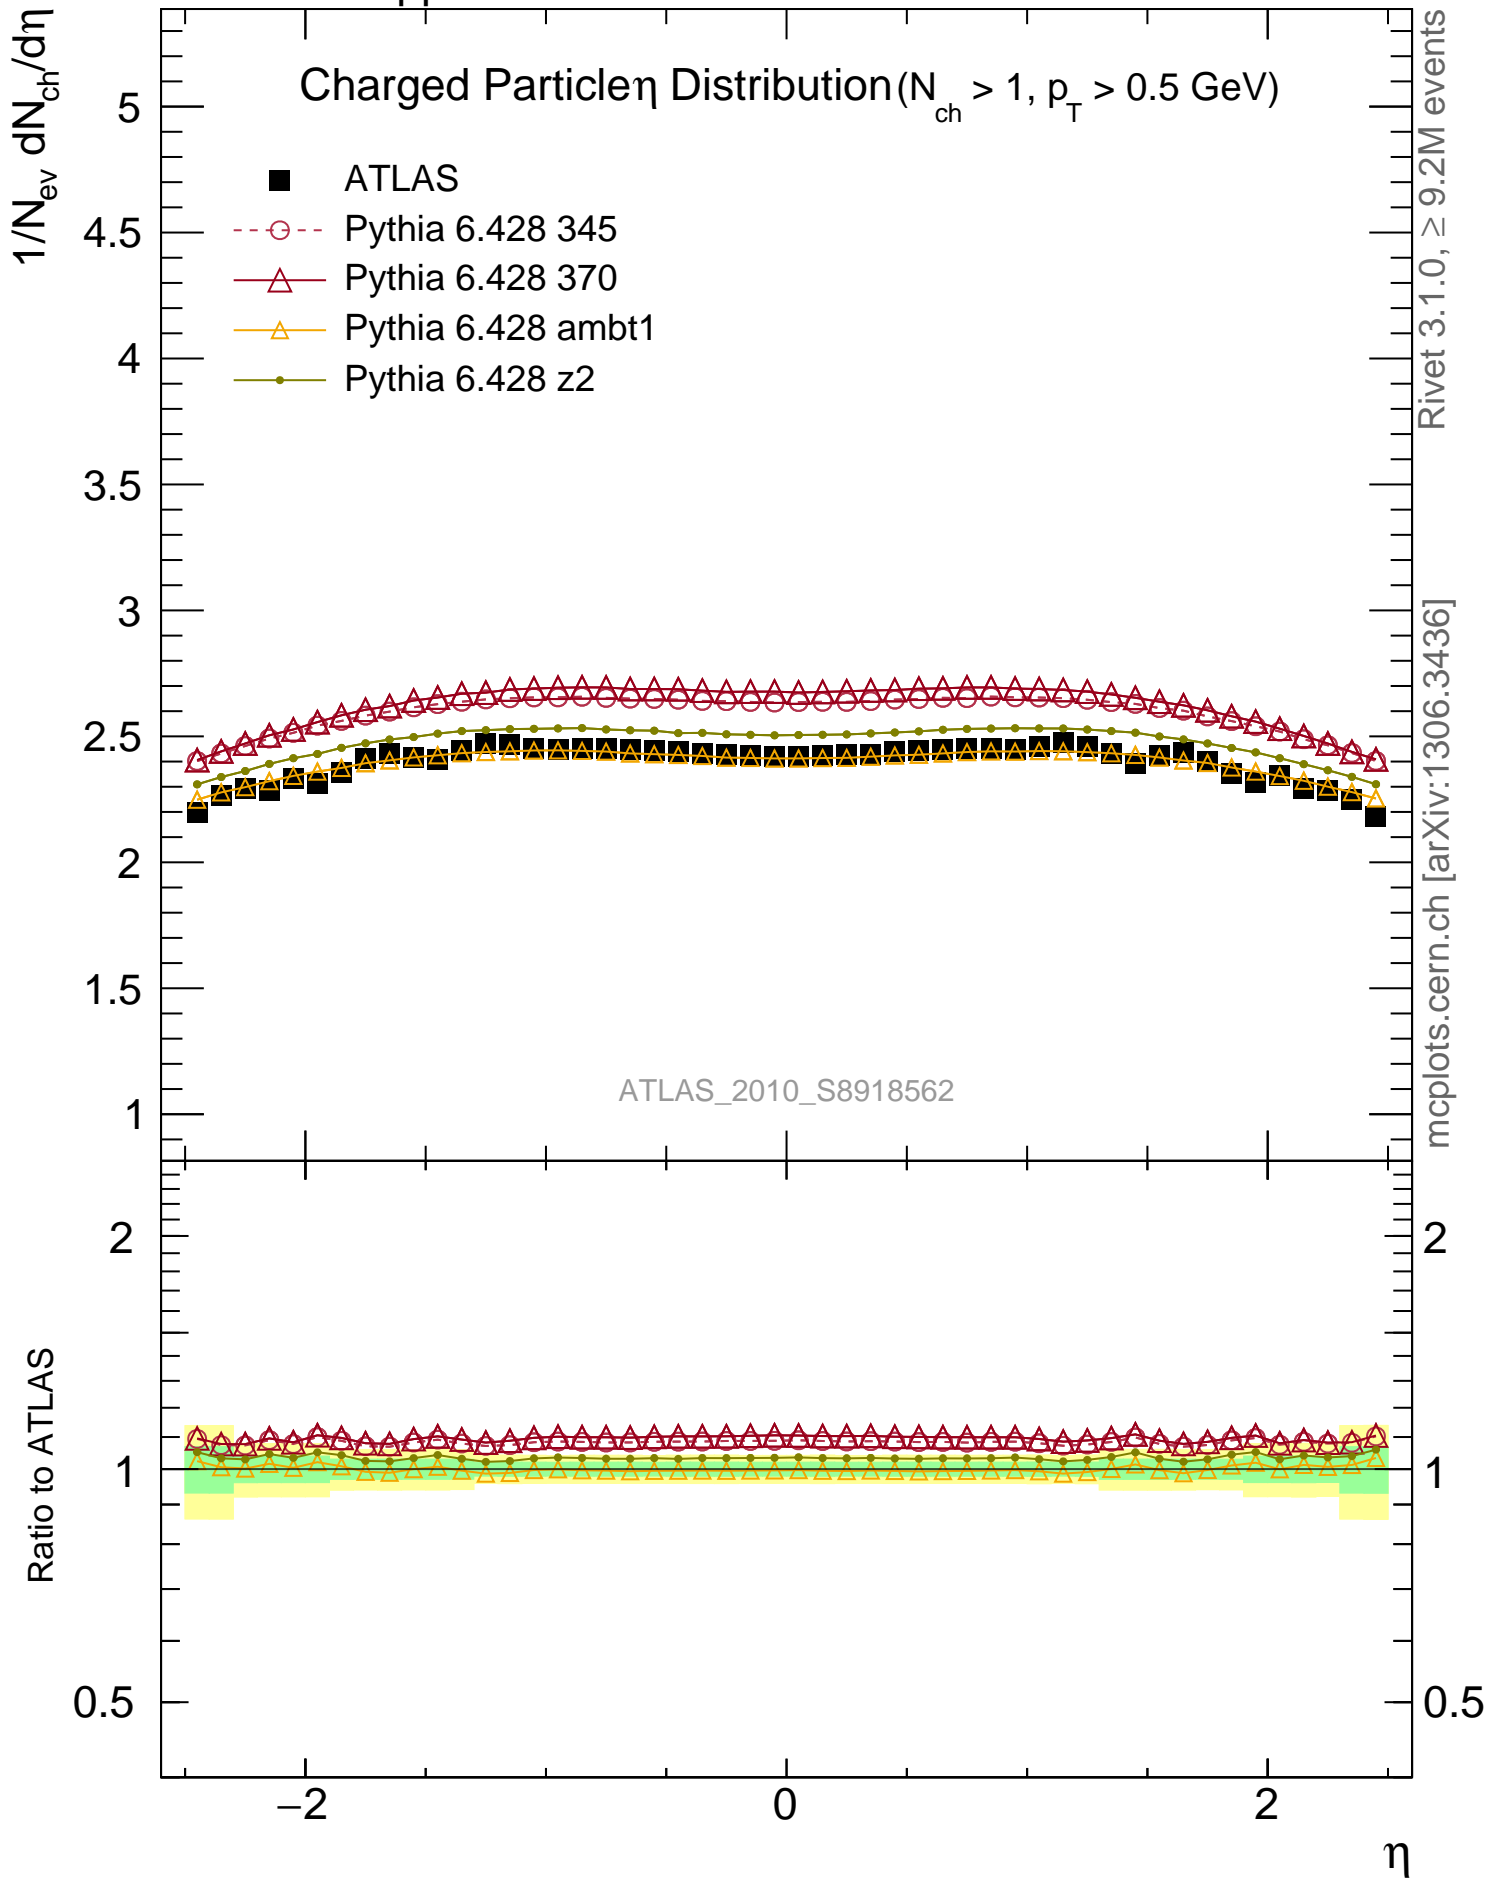 pp
1/N_ev dN_ch/dη
Charged Particle η Distribution (N_ch > 1, p_T > 0.5 GeV)
ATLAS
Pythia 6.428 345
Pythia 6.428 370
Pythia 6.428 ambt1
Pythia 6.428 z2
5
4.5
4
3.5
3
2.5
2
1.5
1
ATLAS_2010_S8918562
Rivet 3.1.0, ≥ 9.2M events
mcplots.cern.ch [arXiv:1306.3436]
Ratio to ATLAS
2
1
0.5
2
1
0.5
−2
0
2
η